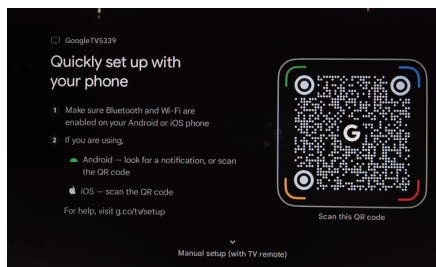 GoogleTV5339
Quickly set up with
your phone
1 Make sure Bluetooth and Wi-Fi are
enabled on your Android or iOS phone
2 If you are using,
Android — look for a notification, or scan
the QR code
iOS — scan the QR code
For help, visit g.co/tv/setup
G
Scan this QR code
Manual setup (with TV remote)